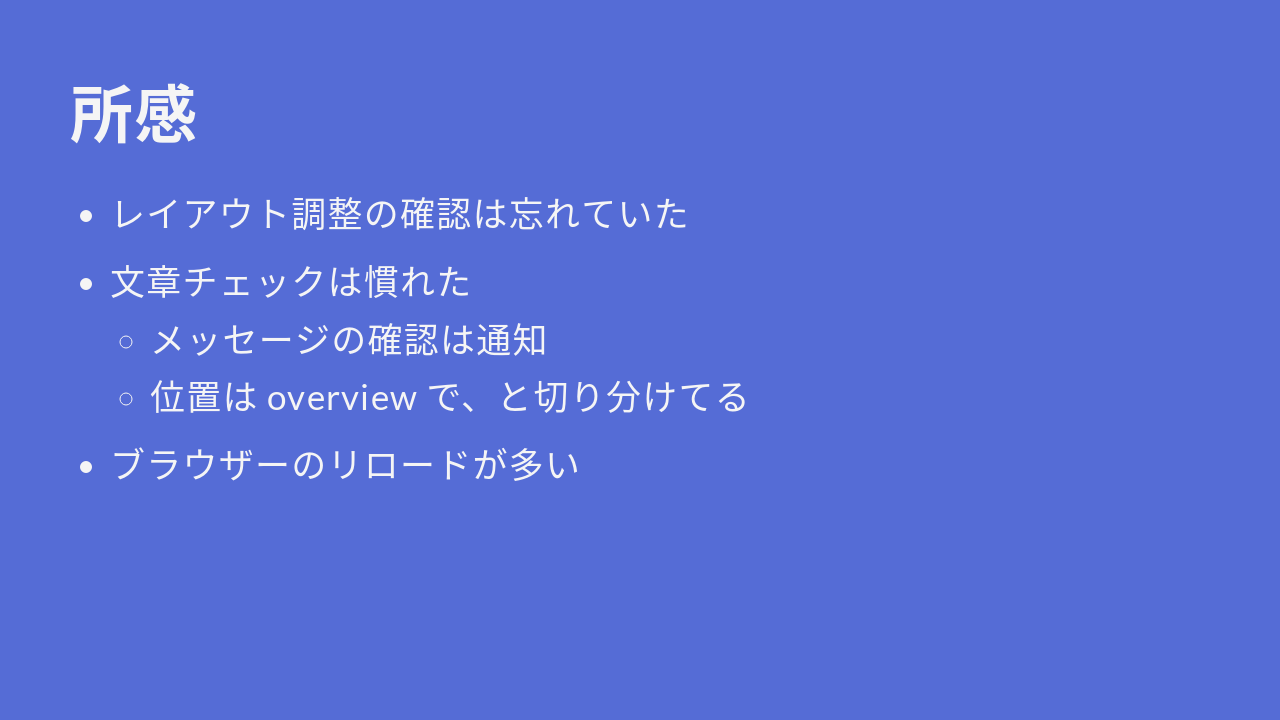 所感
レイアウト調整の確認は忘れていた
文章チェックは慣れた
メッセージの確認は通知
位置は overview で、と切り分けてる
ブラウザーのリロードが多い